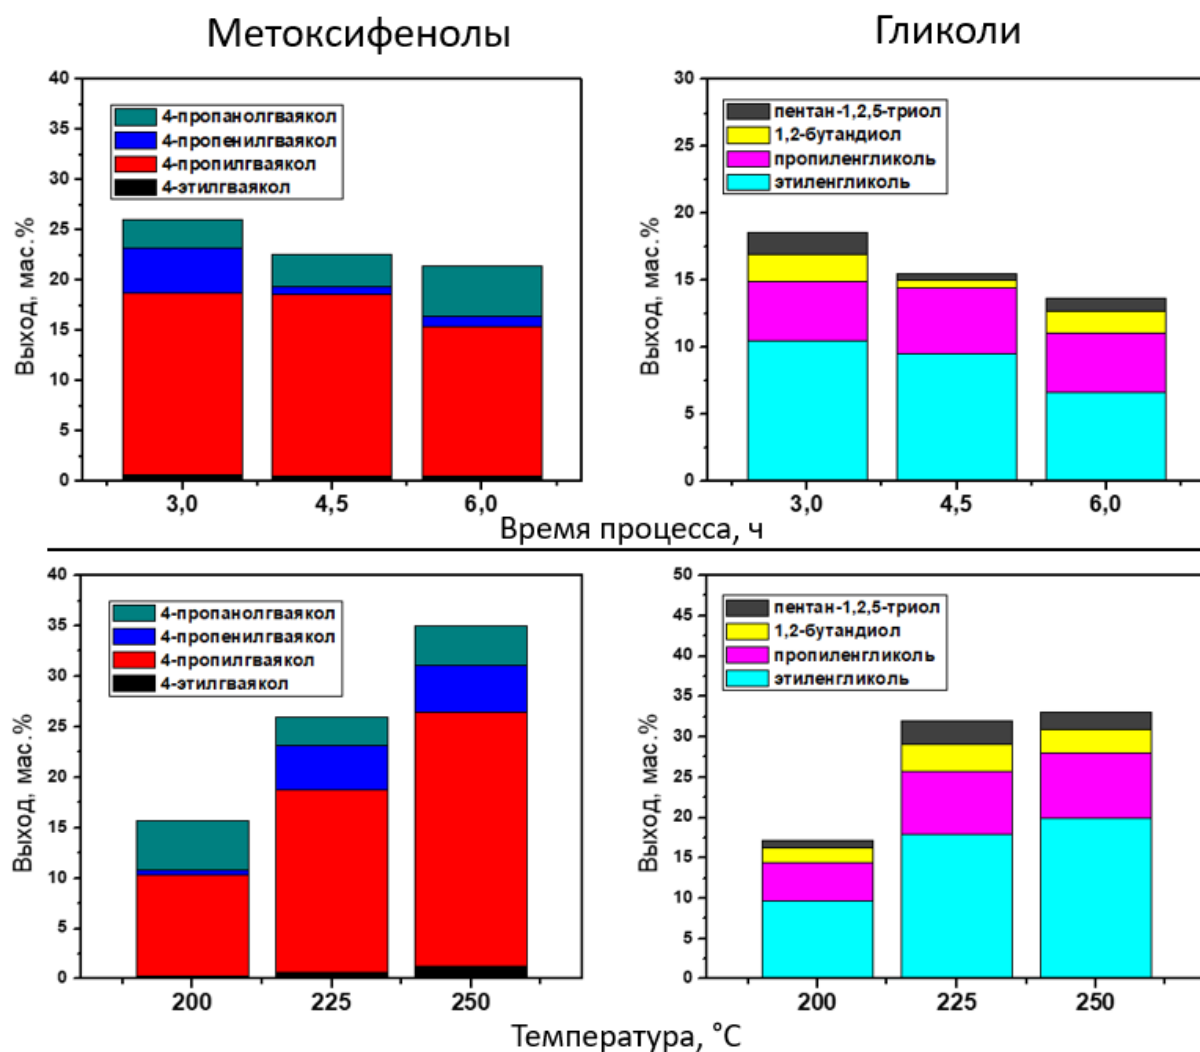 Метоксифенолы
Гликоли
40
35
30
25
20
15
10
5
0
Выход, мас.%
4-пропанолгваякол
4-пропенилгваякол
4-пропилгваякол
4-этилгваякол
3,0
4,5
6,0
30
25
20
15
10
5
0
Выход, мас.%
пентан-1,2,5-триол
1,2-бутандиол
пропиленгликоль
этиленгликоль
3,0
4,5
6,0
Время процесса, ч
40
35
30
25
20
15
10
5
0
Выход, мас.%
4-пропанолгваякол
4-пропенилгваякол
4-пропилгваякол
4-этилгваякол
200
225
250
50
45
40
35
30
25
20
15
10
5
0
Выход, мас.%
пентан-1,2,5-триол
1,2-бутандиол
пропиленгликоль
этиленгликоль
200
225
250
Температура, °C